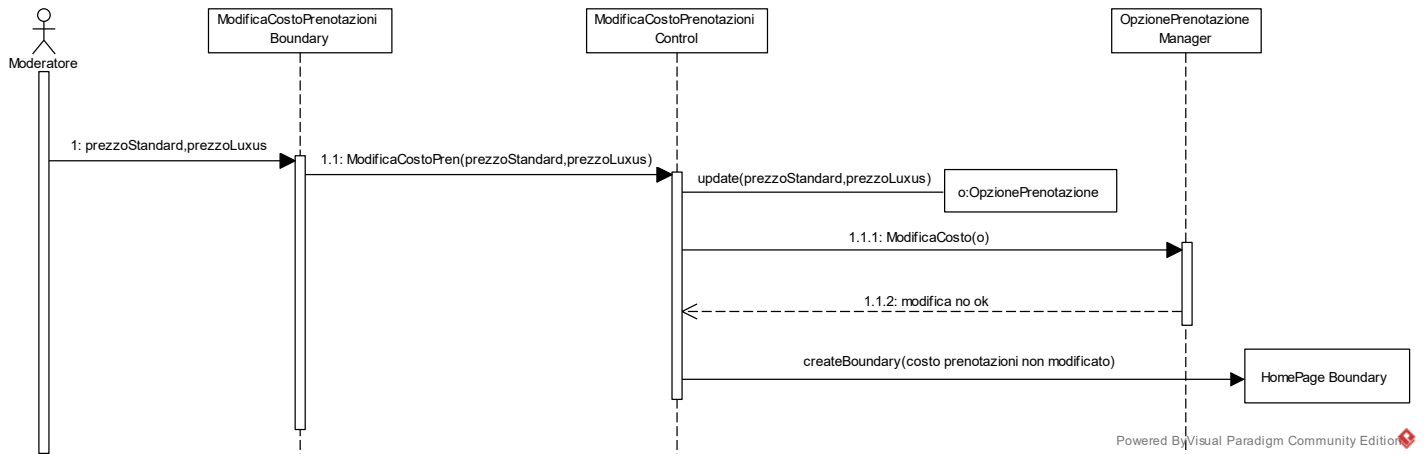 ModificaCostoPrenotazioni
Boundary
ModificaCostoPrenotazioni
Control
OpzionePrenotazione
Manager
Moderatore
1: prezzoStandard,prezzoLuxus
1.1: ModificaCostoPren(prezzoStandard,prezzoLuxus)
update(prezzoStandard,prezzoLuxus)
o:OpzionePrenotazione
1.1.1: ModificaCosto(o)
1.1.2: modifica no ok
createBoundary(costo prenotazioni non modificato)
HomePage Boundary
Powered By Visual Paradigm Community Edition